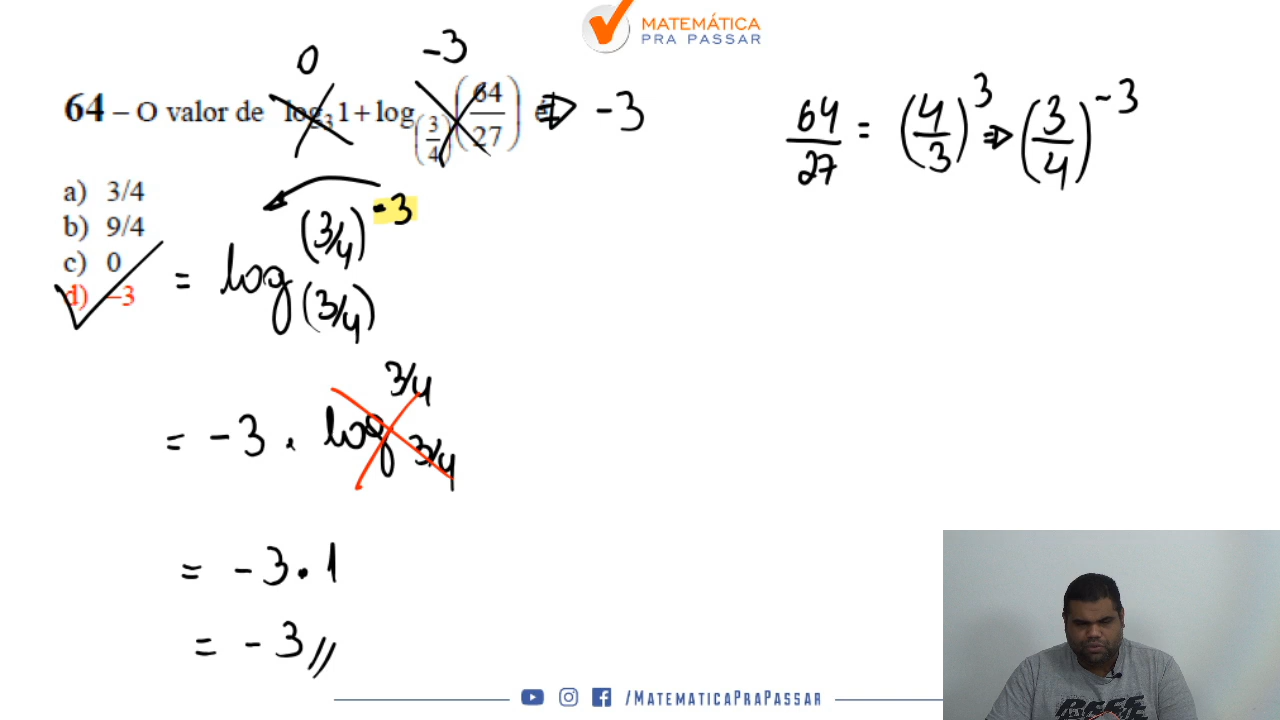 MATEMÁTICA
PRA PASSAR
0
-3
64 – O valor de log₃ 1 + log₍₃/₄₎ (64/27) é ⇒ -3
64/27 = (4/3)³ ⇒ (3/4)⁻³
a) 3/4
b) 9/4
c) 0
d) –3
= log₍₃/₄₎ (3/4)⁻³
= -3 . log₃/₄ 3/4
= -3 . 1
= -3 //
/MATEMATICAPRAPASSAR